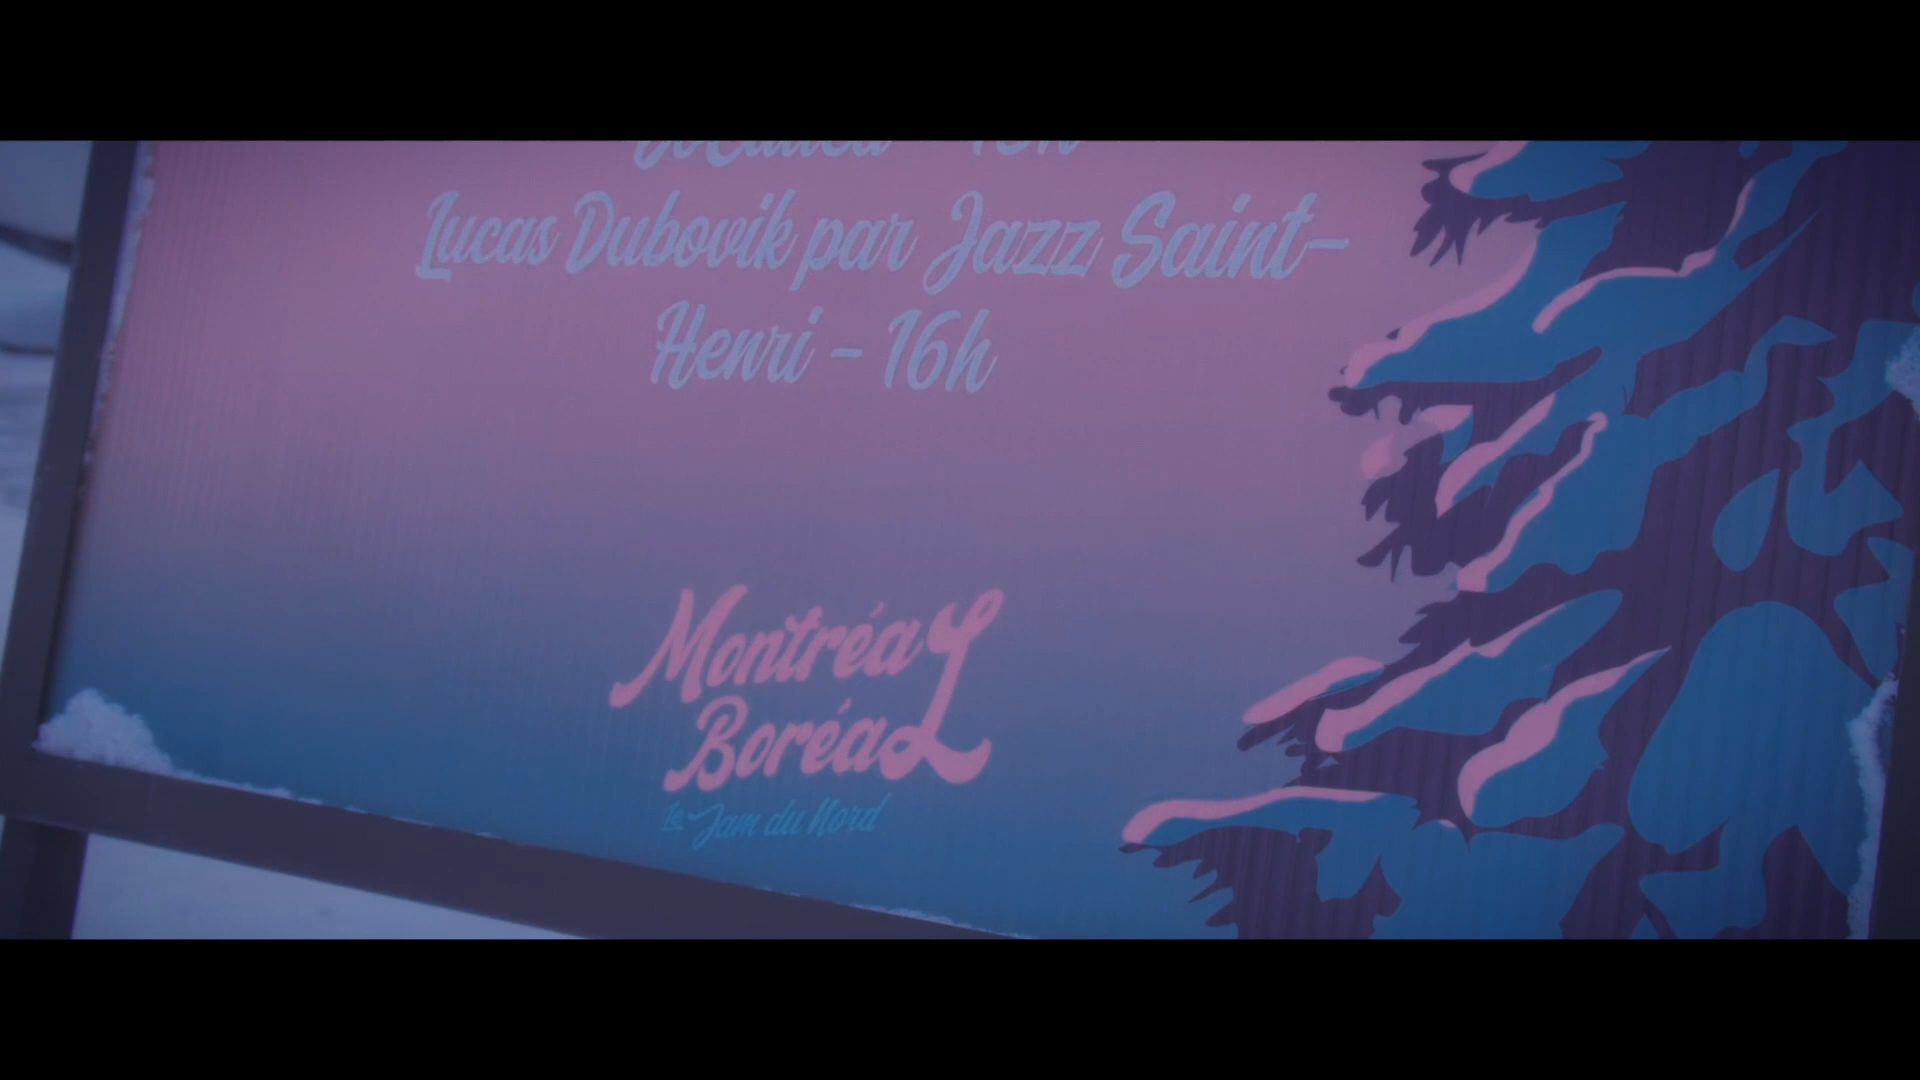 Lucas Dubovik par Jazz Saint-
Henri - 16h
Montréal
Boréal
Le Jam du Nord